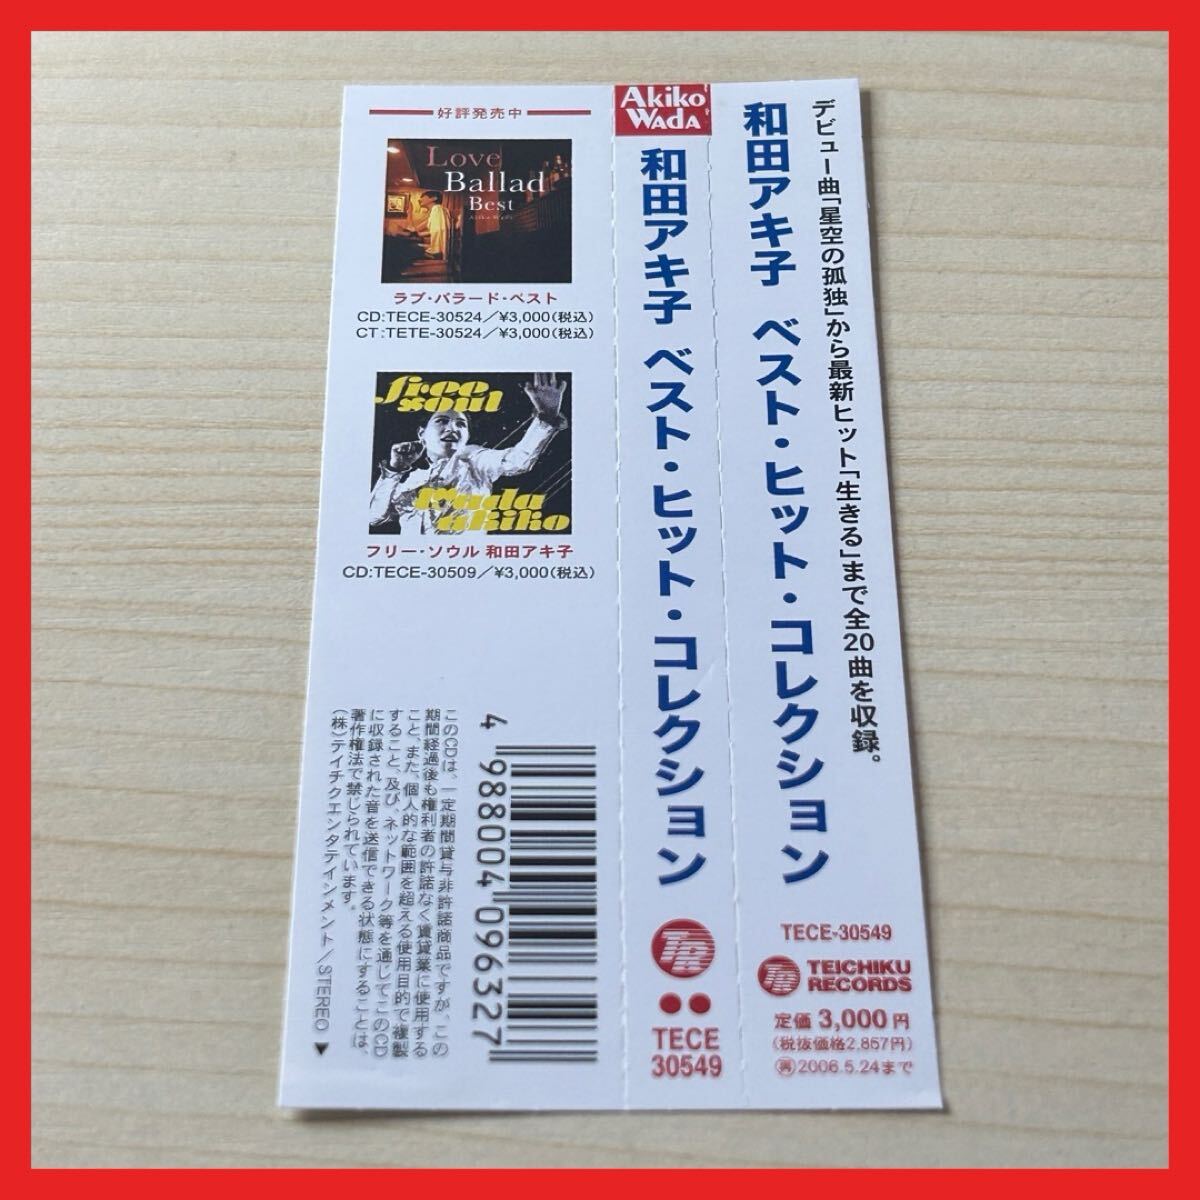 デビュー曲「星空の孤独」から最新ヒット「生きる」まで全20曲を収録。
和田アキ子 ベスト・ヒット・コレクション
TECE-30549
TEICHIKU
RECORDS
定価 3,000円
(税抜価格2,857円)
再 2006.5.24まで
Akiko
WADA
和田アキ子 ベスト・ヒット・コレクション
TR
TECE
30549
好評発売中
Love
Ballad
Best
Akiko Wada
ラブ・バラード・ベスト
CD:TECE-30524/¥3,000(税込)
CT:TETE-30524/¥3,000(税込)
free
soul
Wada
akiko
フリー・ソウル 和田アキ子
CD:TECE-30509/¥3,000(税込)
4 988004 096327
このCDは、一定期間貸与非許諾商品ですが、この
期間経過後も権利者の許諾なく賃貸業に使用する
こと、また、個人的な範囲を超える使用目的で複製
すること、及び、ネットワーク等を通じてこのCD
に収録された音を送信できる状態にすることは、
著作権法で禁じられています。
(株)テイチクエンタテインメント/STEREO ▼